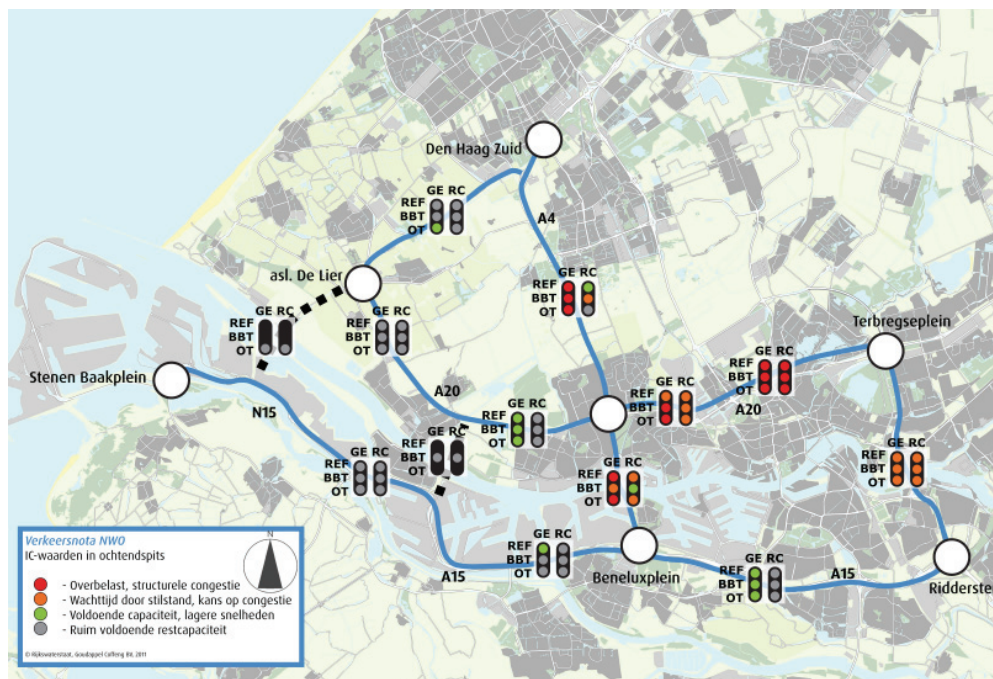 Den Haag Zuid
GE RC
REF
BBT
OT
A4
asl. De Lier
GE RC
REF
BBT
OT
GE RC
REF
BBT
OT
GE RC
REF
BBT
OT
Terbregseplein
Stenen Baakplein
N15
A20
GE RC
REF
BBT
OT
GE RC
REF
BBT
OT
A20
GE RC
REF
BBT
OT
GE RC
REF
BBT
OT
GE RC
REF
BBT
OT
GE RC
REF
BBT
OT
GE RC
REF
BBT
OT
A15
GE RC
REF
BBT
OT
Beneluxplein
GE RC
REF
BBT
OT
A15
Ridderste
Verkeersnota NWO
IC-waarden in ochtendspits
N
- Overbelast, structurele congestie
- Wachttijd door stilstand, kans op congestie
- Voldoende capaciteit, lagere snelheden
- Ruim voldoende restcapaciteit
© Rijkswaterstaat, Goudappel Coffeng BV, 2011